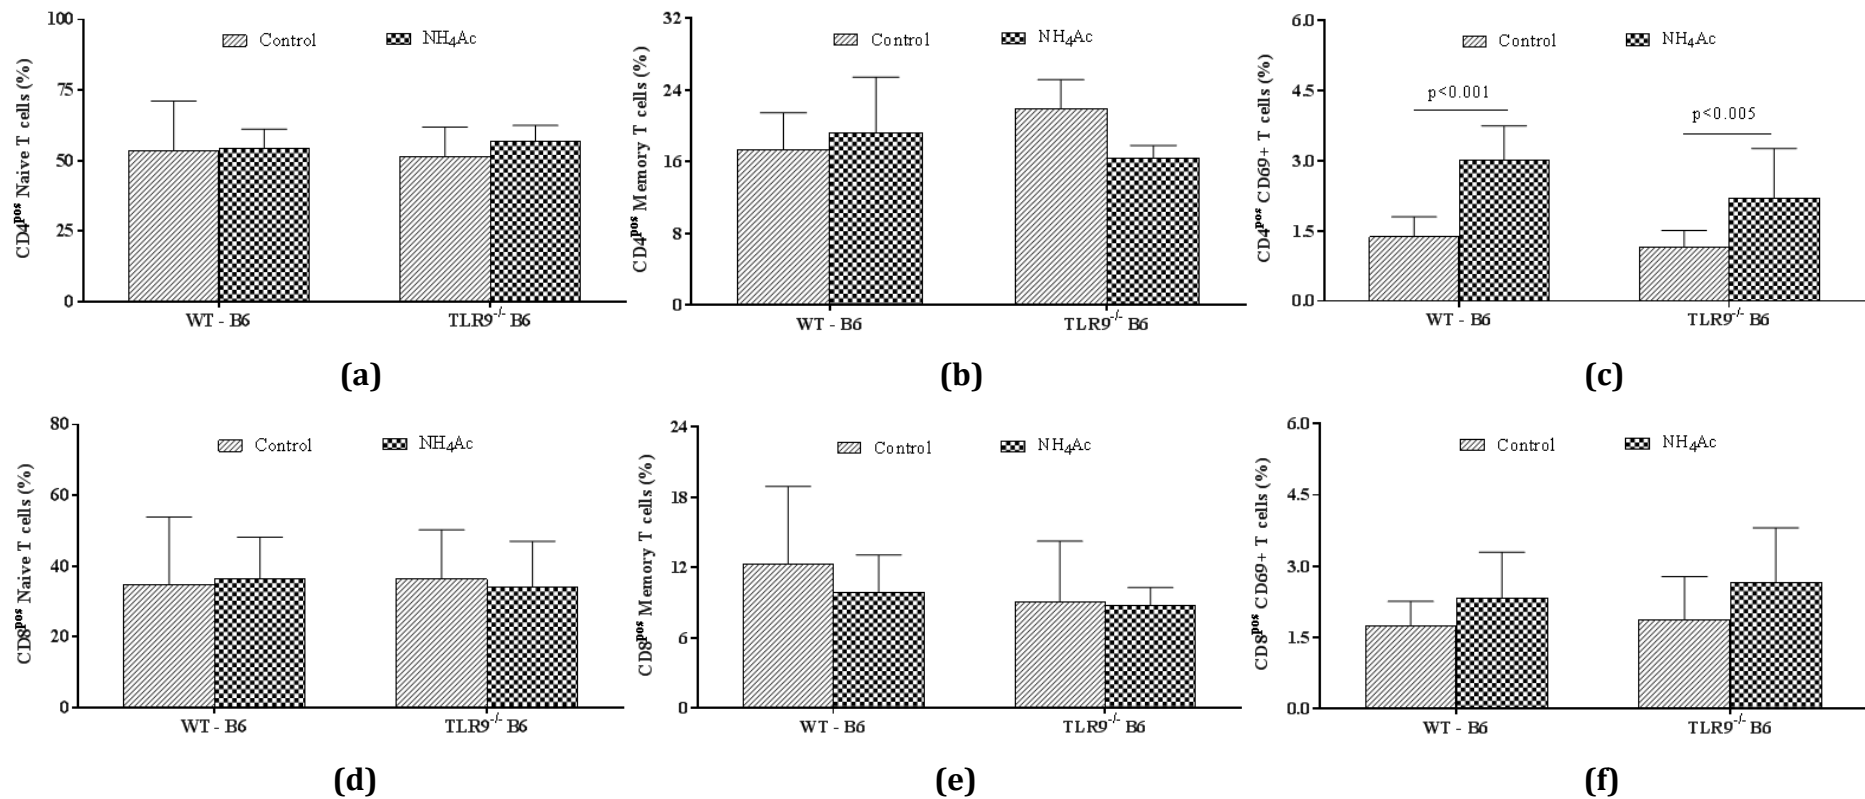 CD4pos Naive T cells (%)
100
75
50
25
0
Control
NH4Ac
WT - B6
TLR9-/- B6
(a)
CD4pos Memory T cells (%)
32
24
16
8
0
Control
NH4Ac
WT - B6
TLR9-/- B6
(b)
CD4pos CD69+ T cells (%)
6.0
4.5
3.0
1.5
0.0
Control
NH4Ac
p<0.001
p<0.005
WT - B6
TLR9-/- B6
(c)
CD8pos Naive T cells (%)
80
60
40
20
0
Control
NH4Ac
WT - B6
TLR9-/- B6
(d)
CD8pos Memory T cells (%)
24
18
12
6
0
Control
NH4Ac
WT - B6
TLR9-/- B6
(e)
CD8pos CD69+ T cells (%)
6.0
4.5
3.0
1.5
0.0
Control
NH4Ac
WT - B6
TLR9-/- B6
(f)